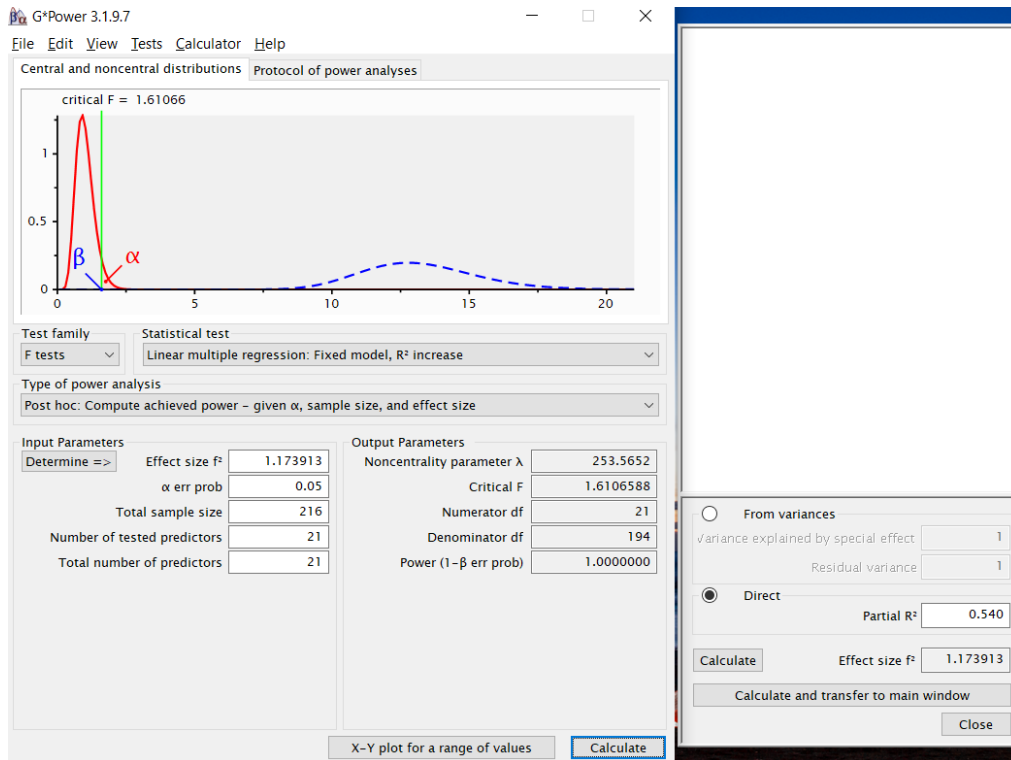 G*Power 3.1.9.7
File Edit View Tests Calculator Help
Central and noncentral distributions Protocol of power analyses
critical F = 1.61066
1
0.5
0
β
α
0 5 10 15 20
Test family Statistical test
F tests Linear multiple regression: Fixed model, R² increase
Type of power analysis
Post hoc: Compute achieved power – given α, sample size, and effect size
Input Parameters
Determine => Effect size f² 1.173913
α err prob 0.05
Total sample size 216
Number of tested predictors 21
Total number of predictors 21
Output Parameters
Noncentrality parameter λ 253.5652
Critical F 1.6106588
Numerator df 21
Denominator df 194
Power (1-β err prob) 1.0000000
X-Y plot for a range of values Calculate
From variances
Variance explained by special effect 1
Residual variance 1
Direct
Partial R² 0.540
Calculate Effect size f² 1.173913
Calculate and transfer to main window
Close